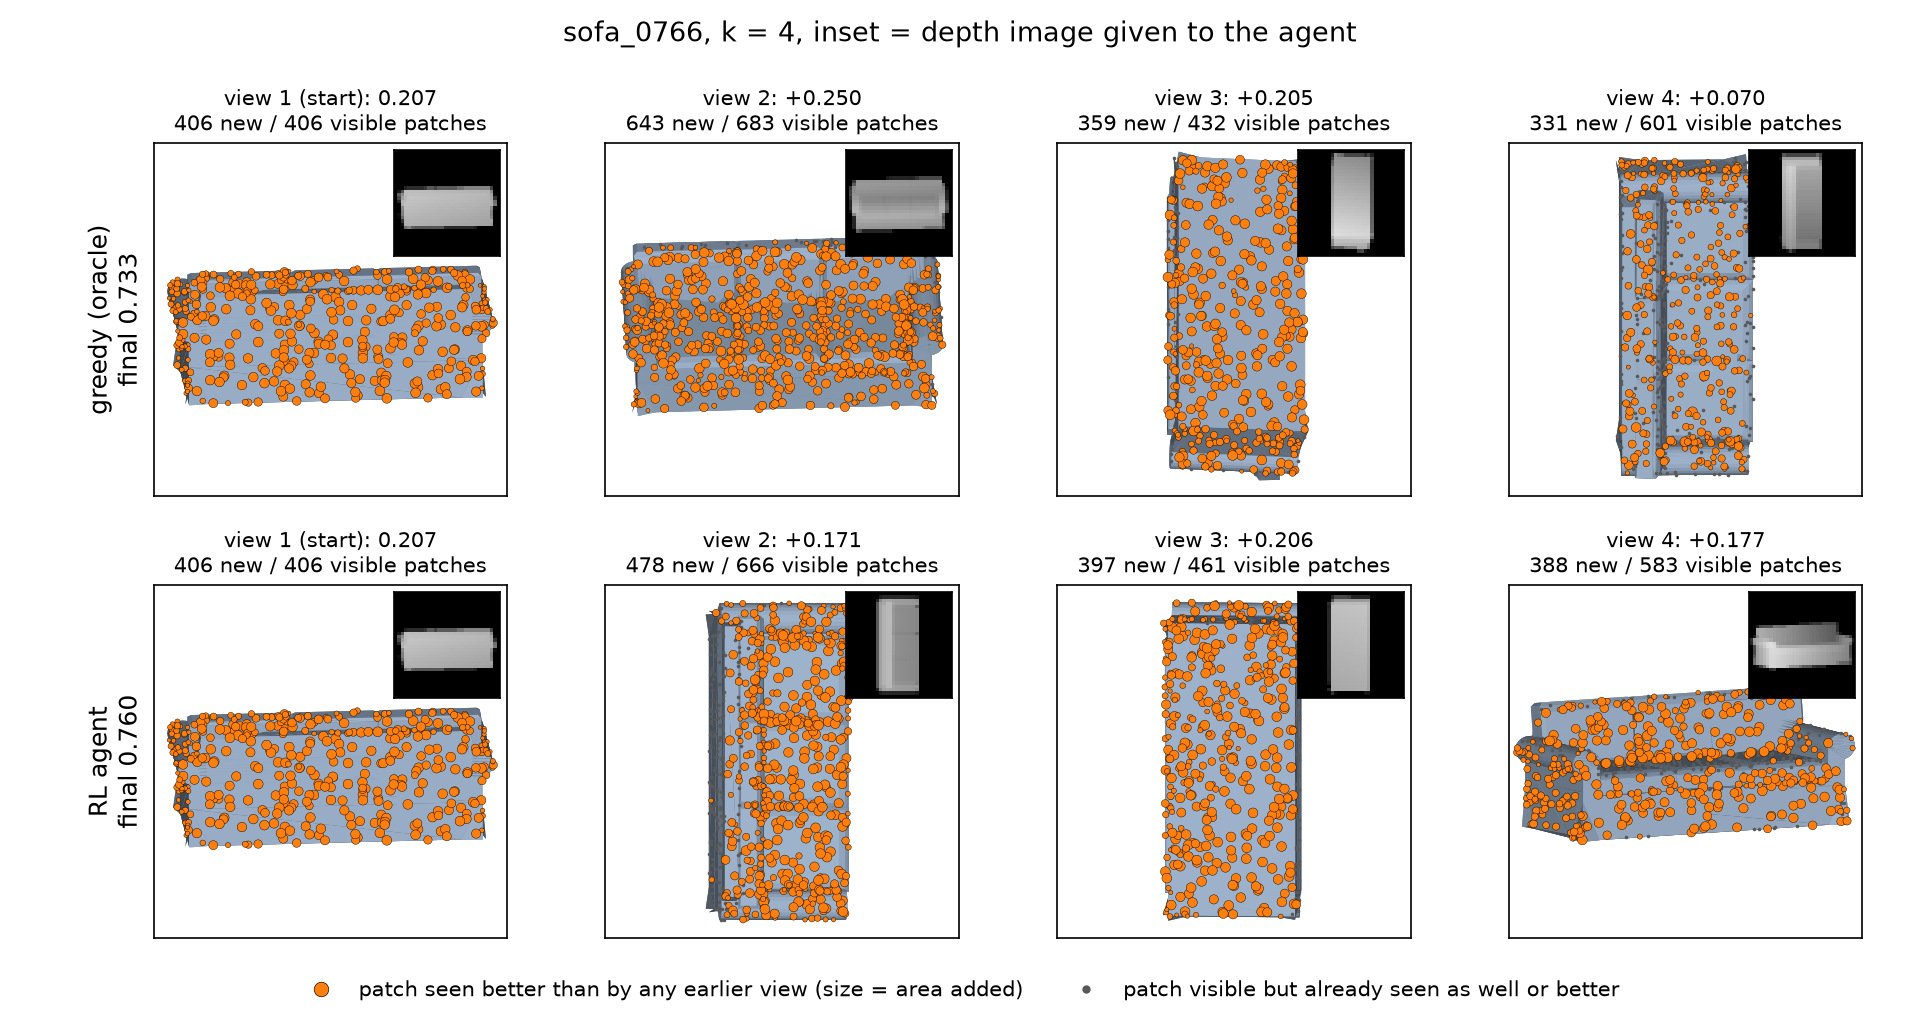 sofa_0766, k = 4, inset = depth image given to the agent
greedy (oracle)
final 0.733
view 1 (start): 0.207
406 new / 406 visible patches
view 2: +0.250
643 new / 683 visible patches
view 3: +0.205
359 new / 432 visible patches
view 4: +0.070
331 new / 601 visible patches
RL agent
final 0.760
view 1 (start): 0.207
406 new / 406 visible patches
view 2: +0.171
478 new / 666 visible patches
view 3: +0.206
397 new / 461 visible patches
view 4: +0.177
388 new / 583 visible patches
patch seen better than by any earlier view (size = area added)
patch visible but already seen as well or better